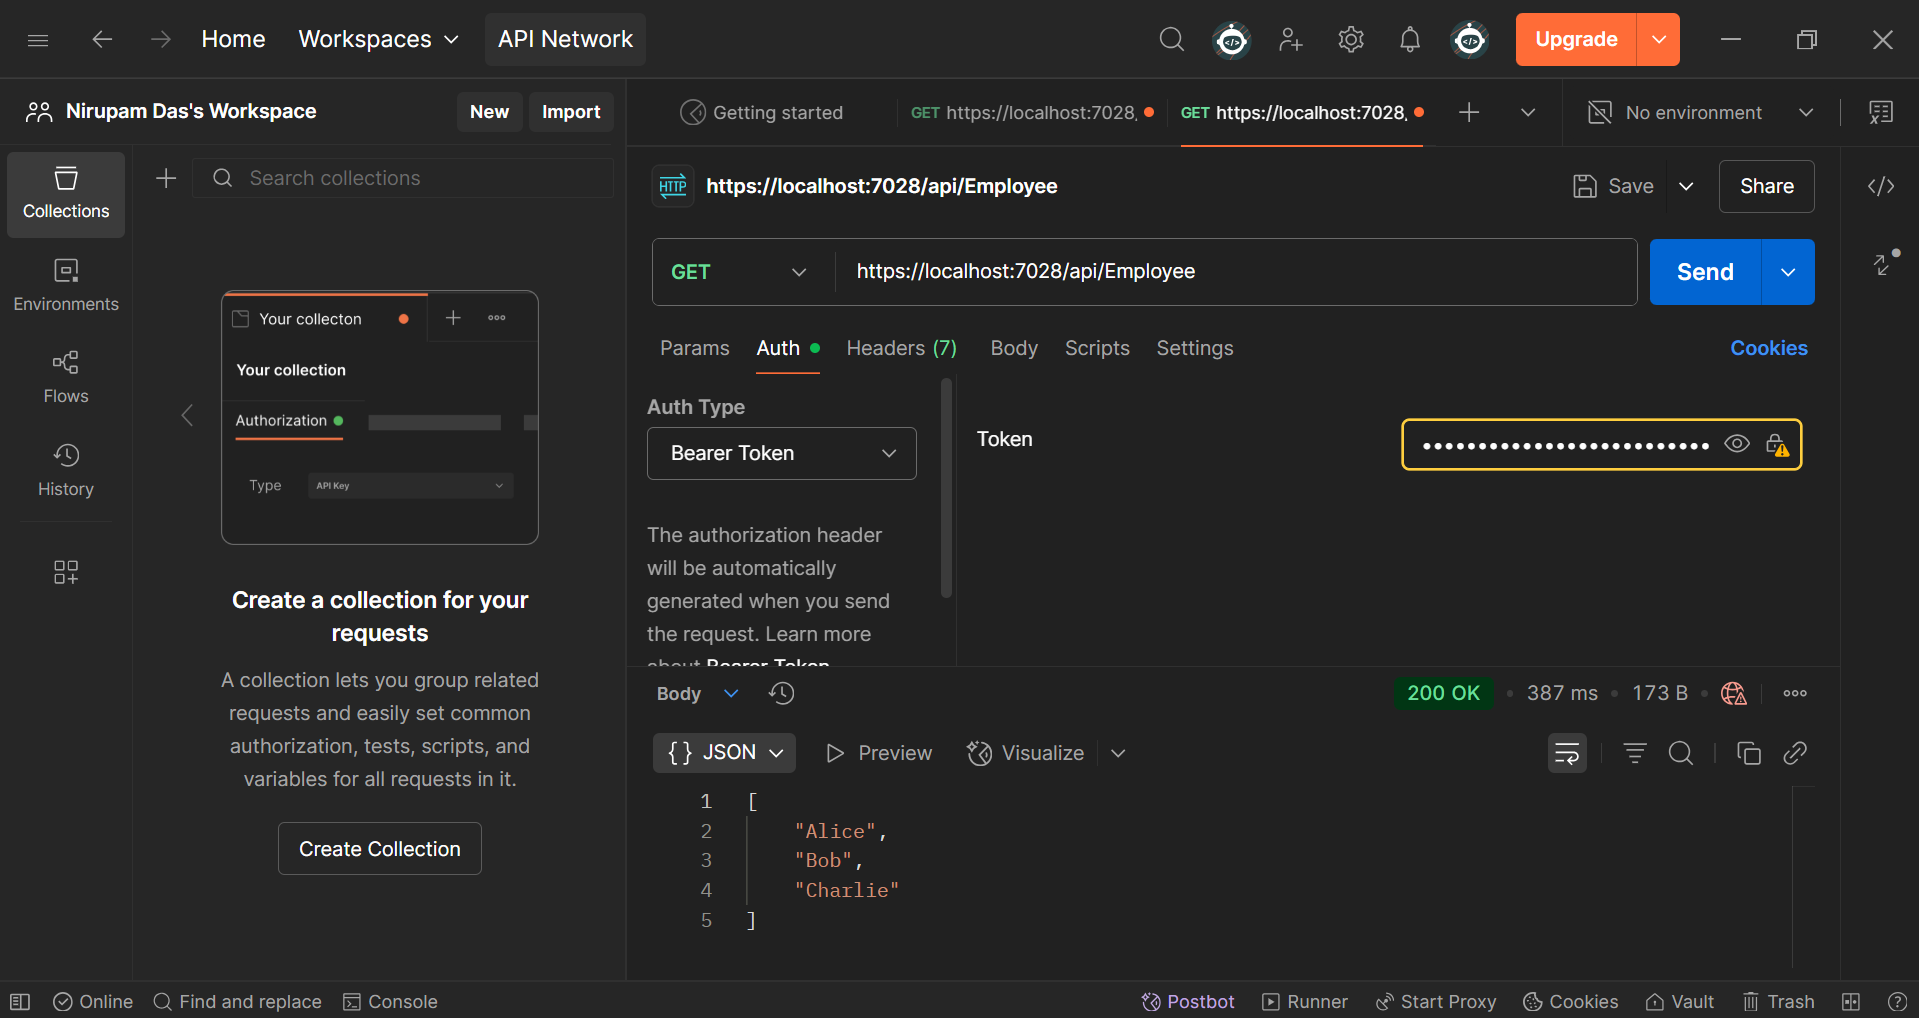 Home Workspaces API Network Upgrade
Nirupam Das's Workspace New Import
Getting started GET https://localhost:7028, GET https://localhost:7028, No environment
Collections
Search collections
HTTP https://localhost:7028/api/Employee Save Share
Environments
GET https://localhost:7028/api/Employee Send
Your collecton
Your collection
Authorization
Type API Key
Flows
History
Params Auth Headers (7) Body Scripts Settings Cookies
Auth Type
Bearer Token
Token
The authorization header
will be automatically
generated when you send
the request. Learn more
about Bearer Token
Create a collection for your
requests
A collection lets you group related
requests and easily set common
authorization, tests, scripts, and
variables for all requests in it.
Create Collection
Body 200 OK 387 ms 173 B
{} JSON Preview Visualize
1 [
2 "Alice",
3 "Bob",
4 "Charlie"
5 ]
Online Find and replace Console Postbot Runner Start Proxy Cookies Vault Trash